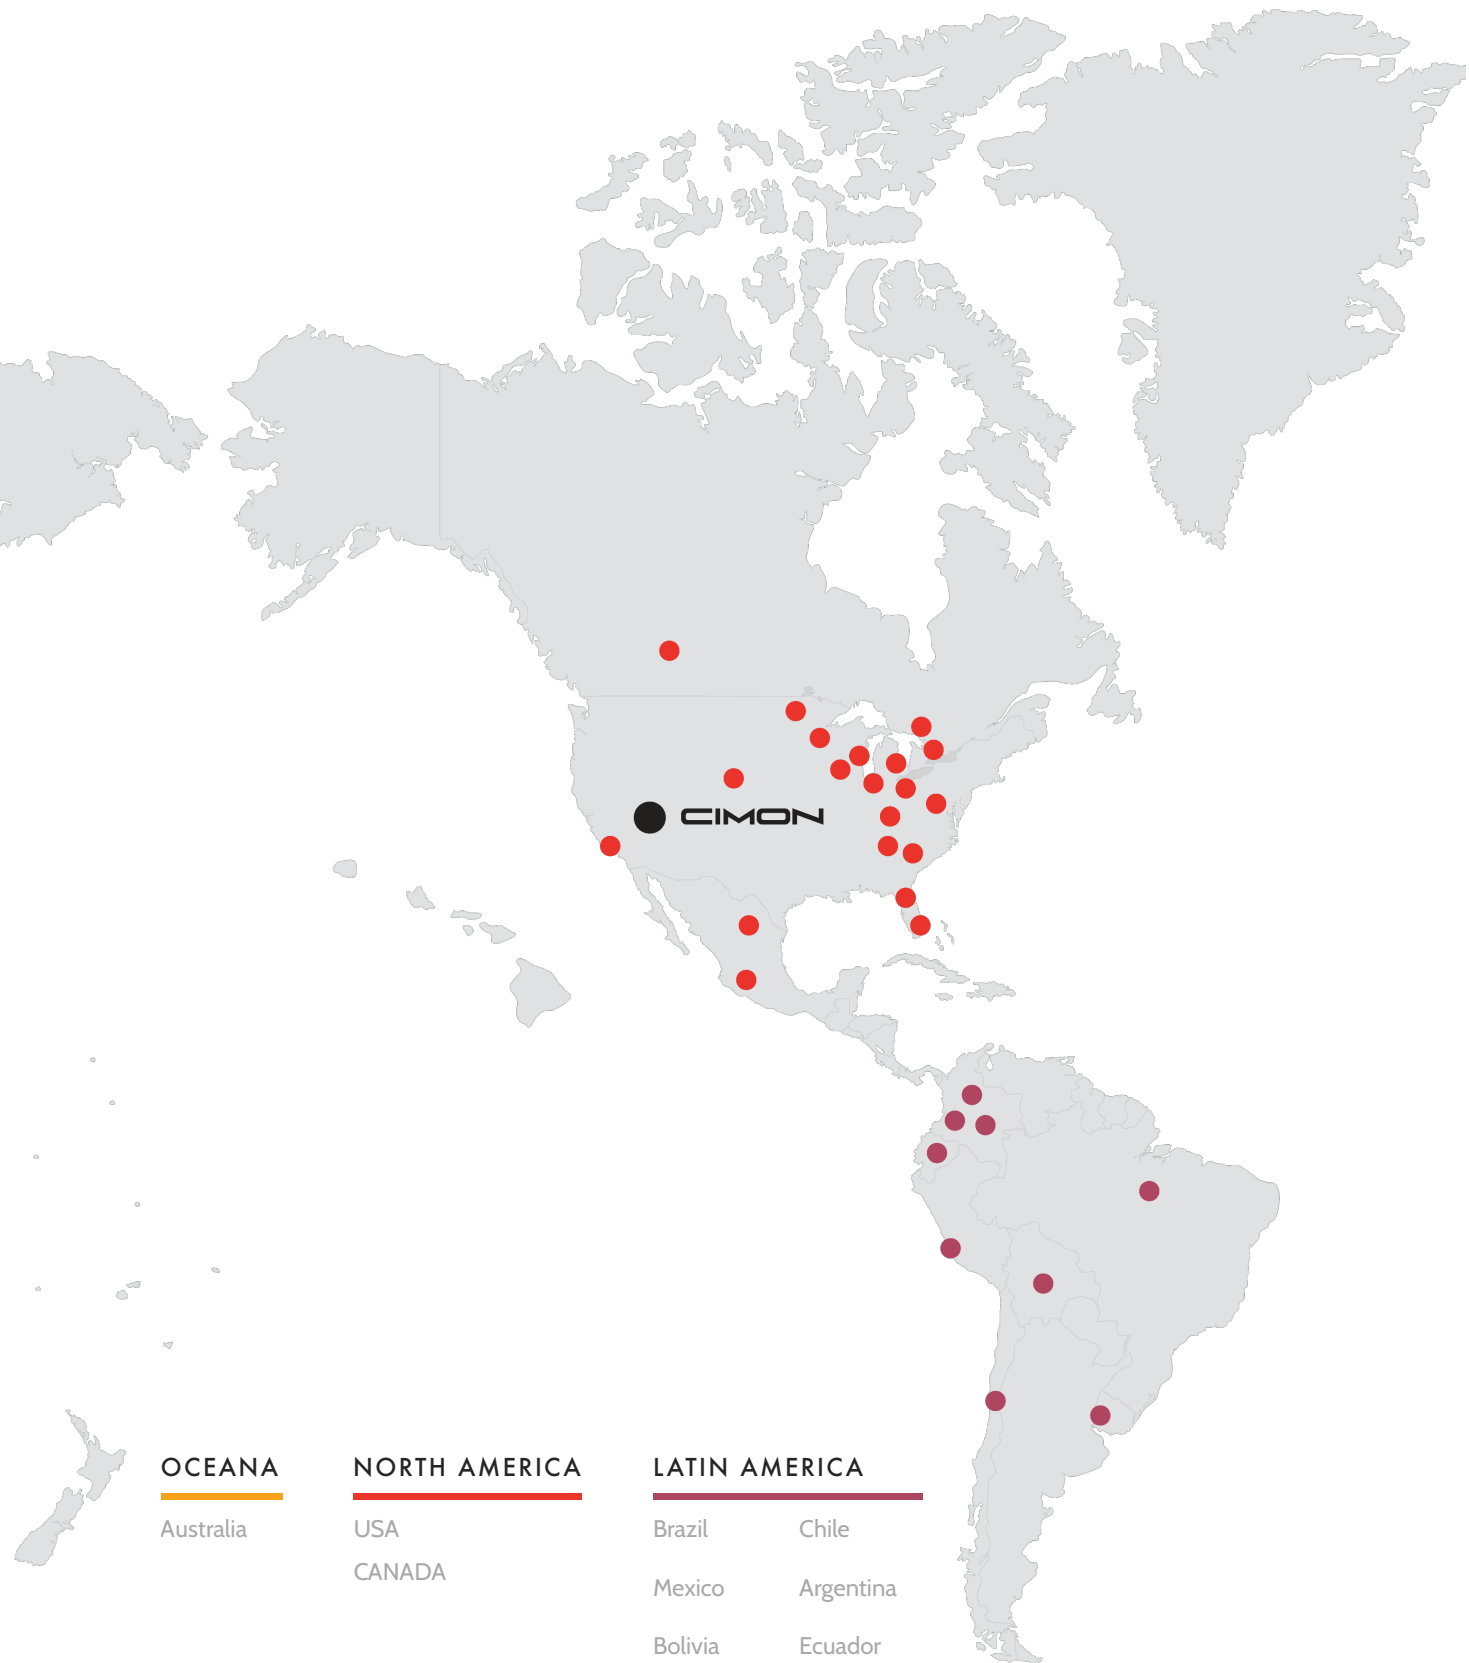 CIMON
OCEANA
Australia
NORTH AMERICA
USA
CANADA
LATIN AMERICA
Brazil Chile
Mexico Argentina
Bolivia Ecuador